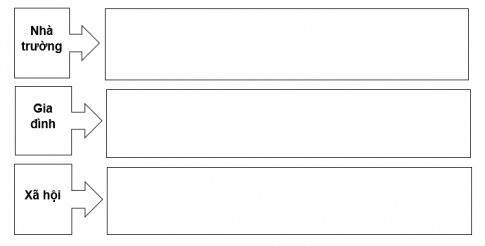 Nhà
trường
Gia
đình
Xã hội